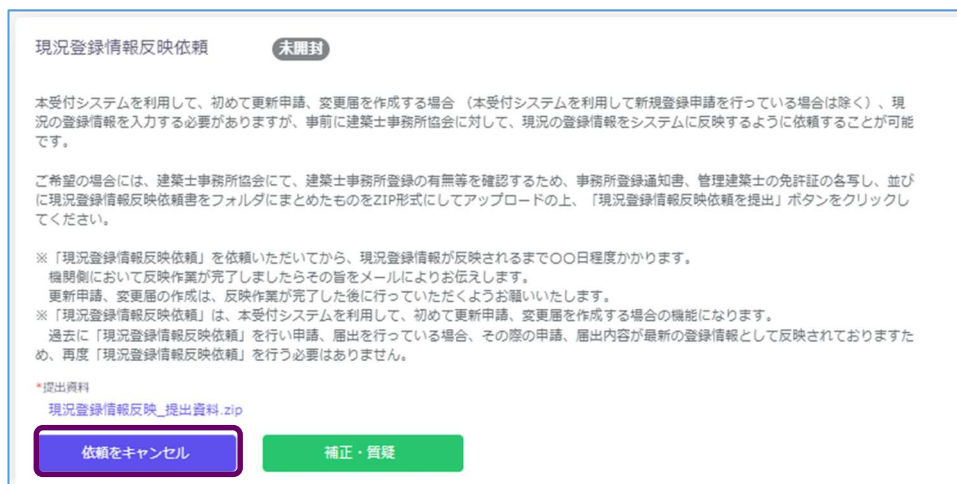 現況登録情報反映依頼 未開封
本受付システムを利用して、初めて更新申請、変更届を作成する場合 （本受付システムを利用して新規登録申請を行っている場合は除く）、現
況の登録情報を入力する必要がありますが、事前に建築士事務所協会に対して、現況の登録情報をシステムに反映するように依頼することが可能
です。
ご希望の場合には、建築士事務所協会にて、建築士事務所登録の有無等を確認するため、事務所登録通知書、管理建築士の免許証の各写し、並び
に現況登録情報反映依頼書をフォルダにまとめたものをZIP形式にしてアップロードの上、「現況登録情報反映依頼を提出」ボタンをクリックし
てください。
※「現況登録情報反映依頼」を依頼いただいてから、現況登録情報が反映されるまで〇〇日程度かかります。
機関側において反映作業が完了しましたらその旨をメールによりお伝えします。
更新申請、変更届の作成は、反映作業が完了した後に行っていただくようお願いいたします。
※「現況登録情報反映依頼」は、本受付システムを利用して、初めて更新申請、変更届を作成する場合の機能になります。
過去に「現況登録情報反映依頼」を行い申請、届出を行っている場合、その際の申請、届出内容が最新の登録情報として反映されておりますた
め、再度「現況登録情報反映依頼」を行う必要はありません。
*提出資料
現況登録情報反映_提出資料.zip
依頼をキャンセル 補正・質疑